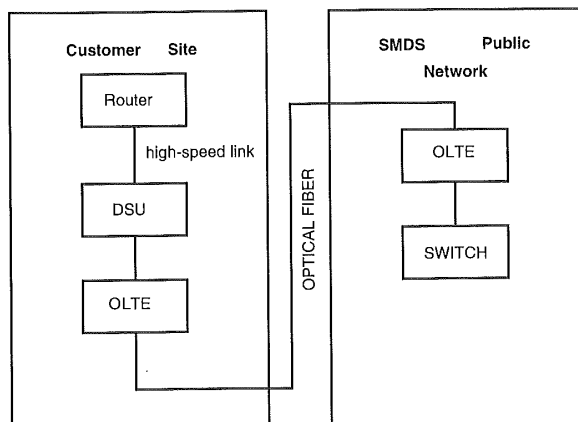 Customer Site
Router
high-speed link
DSU
OLTE
OPTICAL FIBER
SMDS Public
Network
OLTE
SWITCH